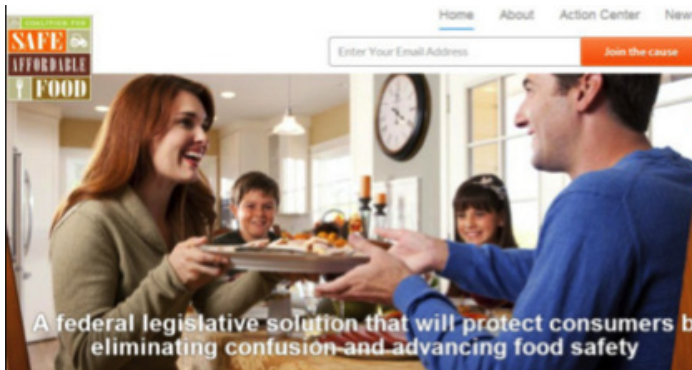 COALITION FOR
SAFE
AFFORDABLE
FOOD
Home About Action Center New
Enter Your Email Address Join the cause
A federal legislative solution that will protect consumers b
eliminating confusion and advancing food safety